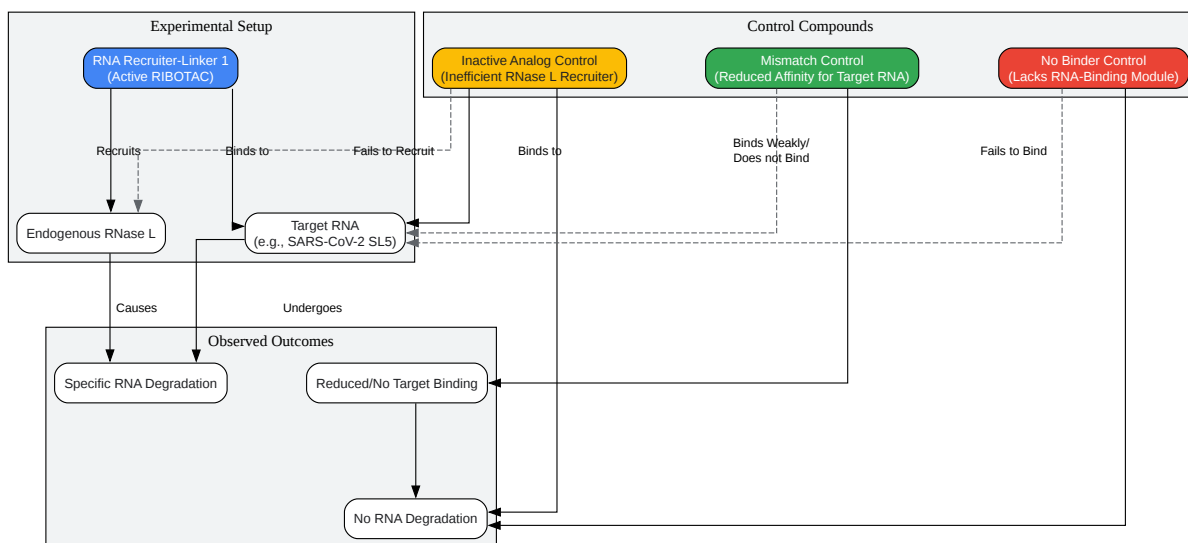 Experimental Setup
Control Compounds
RNA Recruiter-Linker 1
(Active RIBOTAC)
Inactive Analog Control
(Inefficient RNase L Recruiter)
Mismatch Control
(Reduced Affinity for Target RNA)
No Binder Control
(Lacks RNA-Binding Module)
Recruits
Binds to
Fails to Recruit
Binds to
Binds Weakly/
Does not Bind
Fails to Bind
Endogenous RNase L
Target RNA
(e.g., SARS-CoV-2 SL5)
Causes
Undergoes
Observed Outcomes
Specific RNA Degradation
Reduced/No Target Binding
No RNA Degradation